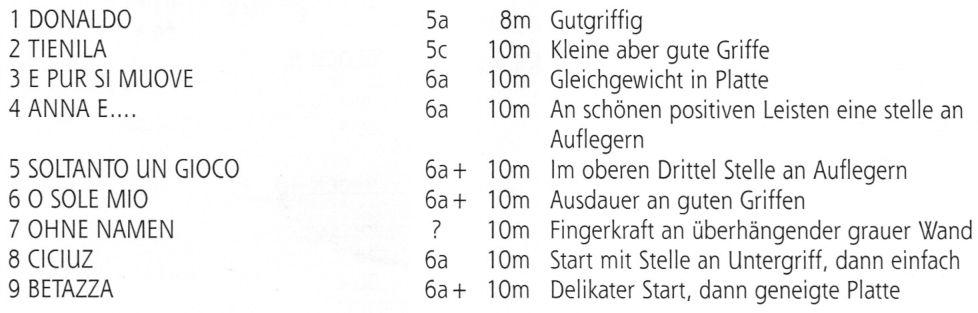 1 DONALDO 5a 8m Gutgriffig
2 TIENILA 5c 10m Kleine aber gute Griffe
3 E PUR SI MUOVE 6a 10m Gleichgewicht in Platte
4 ANNA E.... 6a 10m An schönen positiven Leisten eine stelle an
Auflegern
5 SOLTANTO UN GIOCO 6a+ 10m Im oberen Drittel Stelle an Auflegern
6 O SOLE MIO 6a+ 10m Ausdauer an guten Griffen
7 OHNE NAMEN ? 10m Fingerkraft an überhängender grauer Wand
8 CICIUZ 6a 10m Start mit Stelle an Untergriff, dann einfach
9 BETAZZA 6a+ 10m Delikater Start, dann geneigte Platte